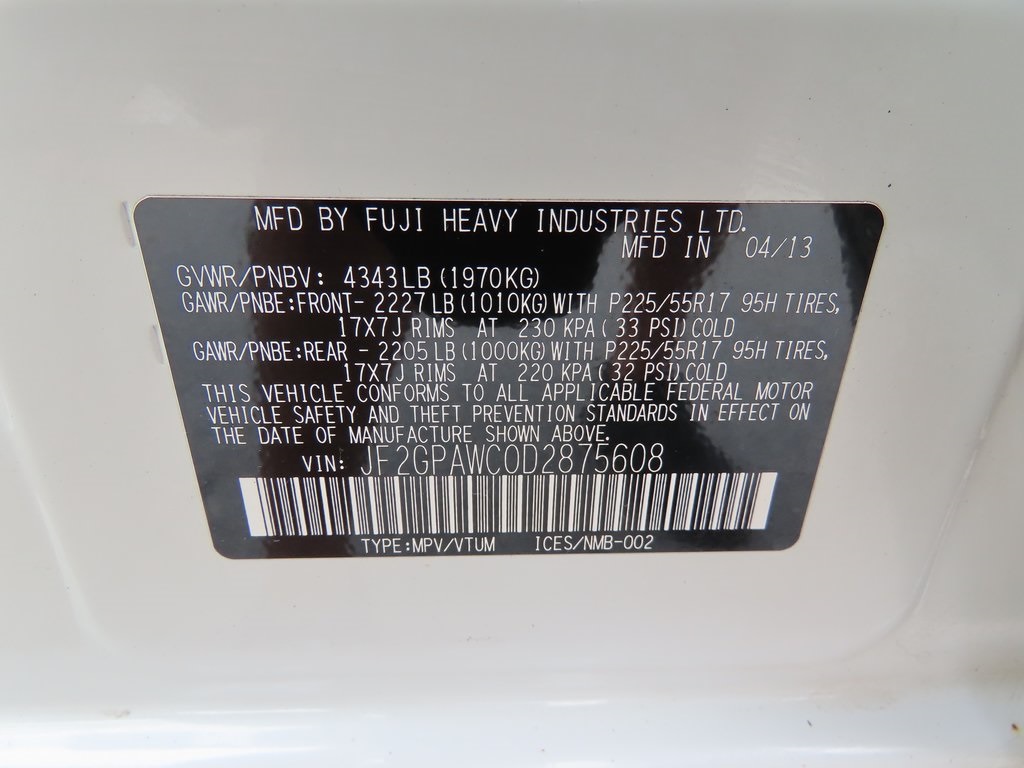 MFD BY FUJI HEAVY INDUSTRIES LTD.
MFD IN 04/13
GVWR/PNBV: 4343LB (1970KG)
GAWR/PNBE:FRONT- 2227LB (1010KG) WITH P225/55R17 95H TIRES,
17X7J RIMS AT 230 KPA ( 33 PSI) COLD
GAWR/PNBE:REAR - 2205LB (1000KG) WITH P225/55R17 95H TIRES,
17X7J RIMS AT 220 KPA ( 32 PSI) COLD
THIS VEHICLE CONFORMS TO ALL APPLICABLE FEDERAL MOTOR
VEHICLE SAFETY AND THEFT PREVENTION STANDARDS IN EFFECT ON
THE DATE OF MANUFACTURE SHOWN ABOVE.
VIN: JF2GPAWC0D2875608
TYPE:MPV/VTUM ICES/NMB-002